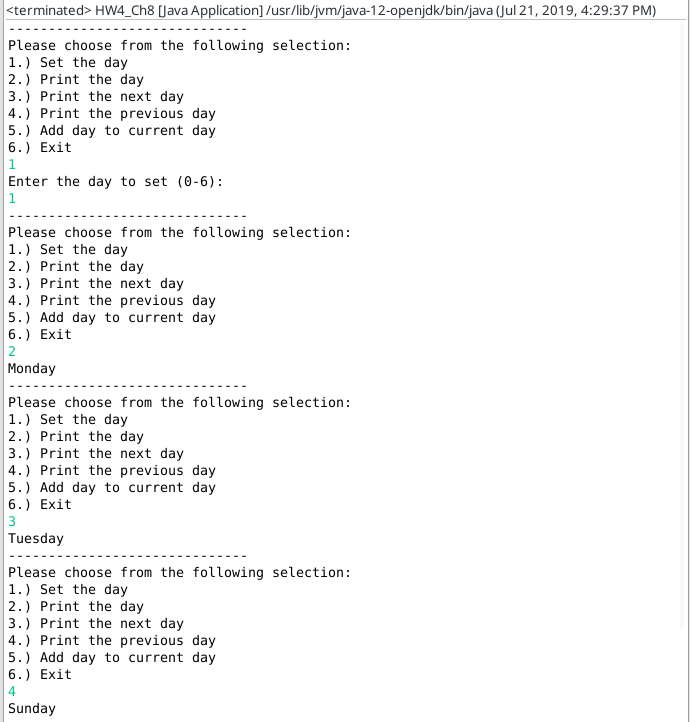 <terminated> HW4_Ch8 [Java Application] /usr/lib/jvm/java-12-openjdk/bin/java (Jul 21, 2019, 4:29:37 PM)
------------------------------
Please choose from the following selection:
1.) Set the day
2.) Print the day
3.) Print the next day
4.) Print the previous day
5.) Add day to current day
6.) Exit
1
Enter the day to set (0-6):
1
------------------------------
Please choose from the following selection:
1.) Set the day
2.) Print the day
3.) Print the next day
4.) Print the previous day
5.) Add day to current day
6.) Exit
2
Monday
------------------------------
Please choose from the following selection:
1.) Set the day
2.) Print the day
3.) Print the next day
4.) Print the previous day
5.) Add day to current day
6.) Exit
3
Tuesday
------------------------------
Please choose from the following selection:
1.) Set the day
2.) Print the day
3.) Print the next day
4.) Print the previous day
5.) Add day to current day
6.) Exit
4
Sunday